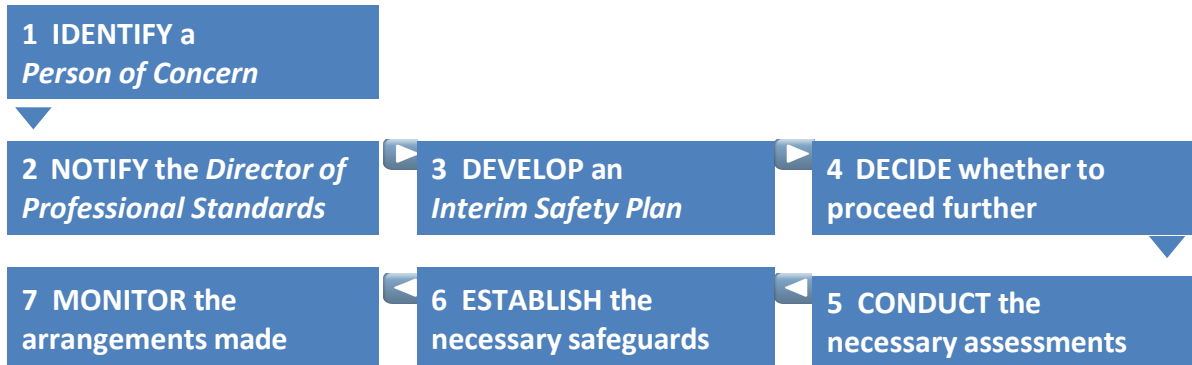 1 IDENTIFY a
Person of Concern
2 NOTIFY the Director of
Professional Standards
3 DEVELOP an
Interim Safety Plan
4 DECIDE whether to
proceed further
5 CONDUCT the
necessary assessments
6 ESTABLISH the
necessary safeguards
7 MONITOR the
arrangements made